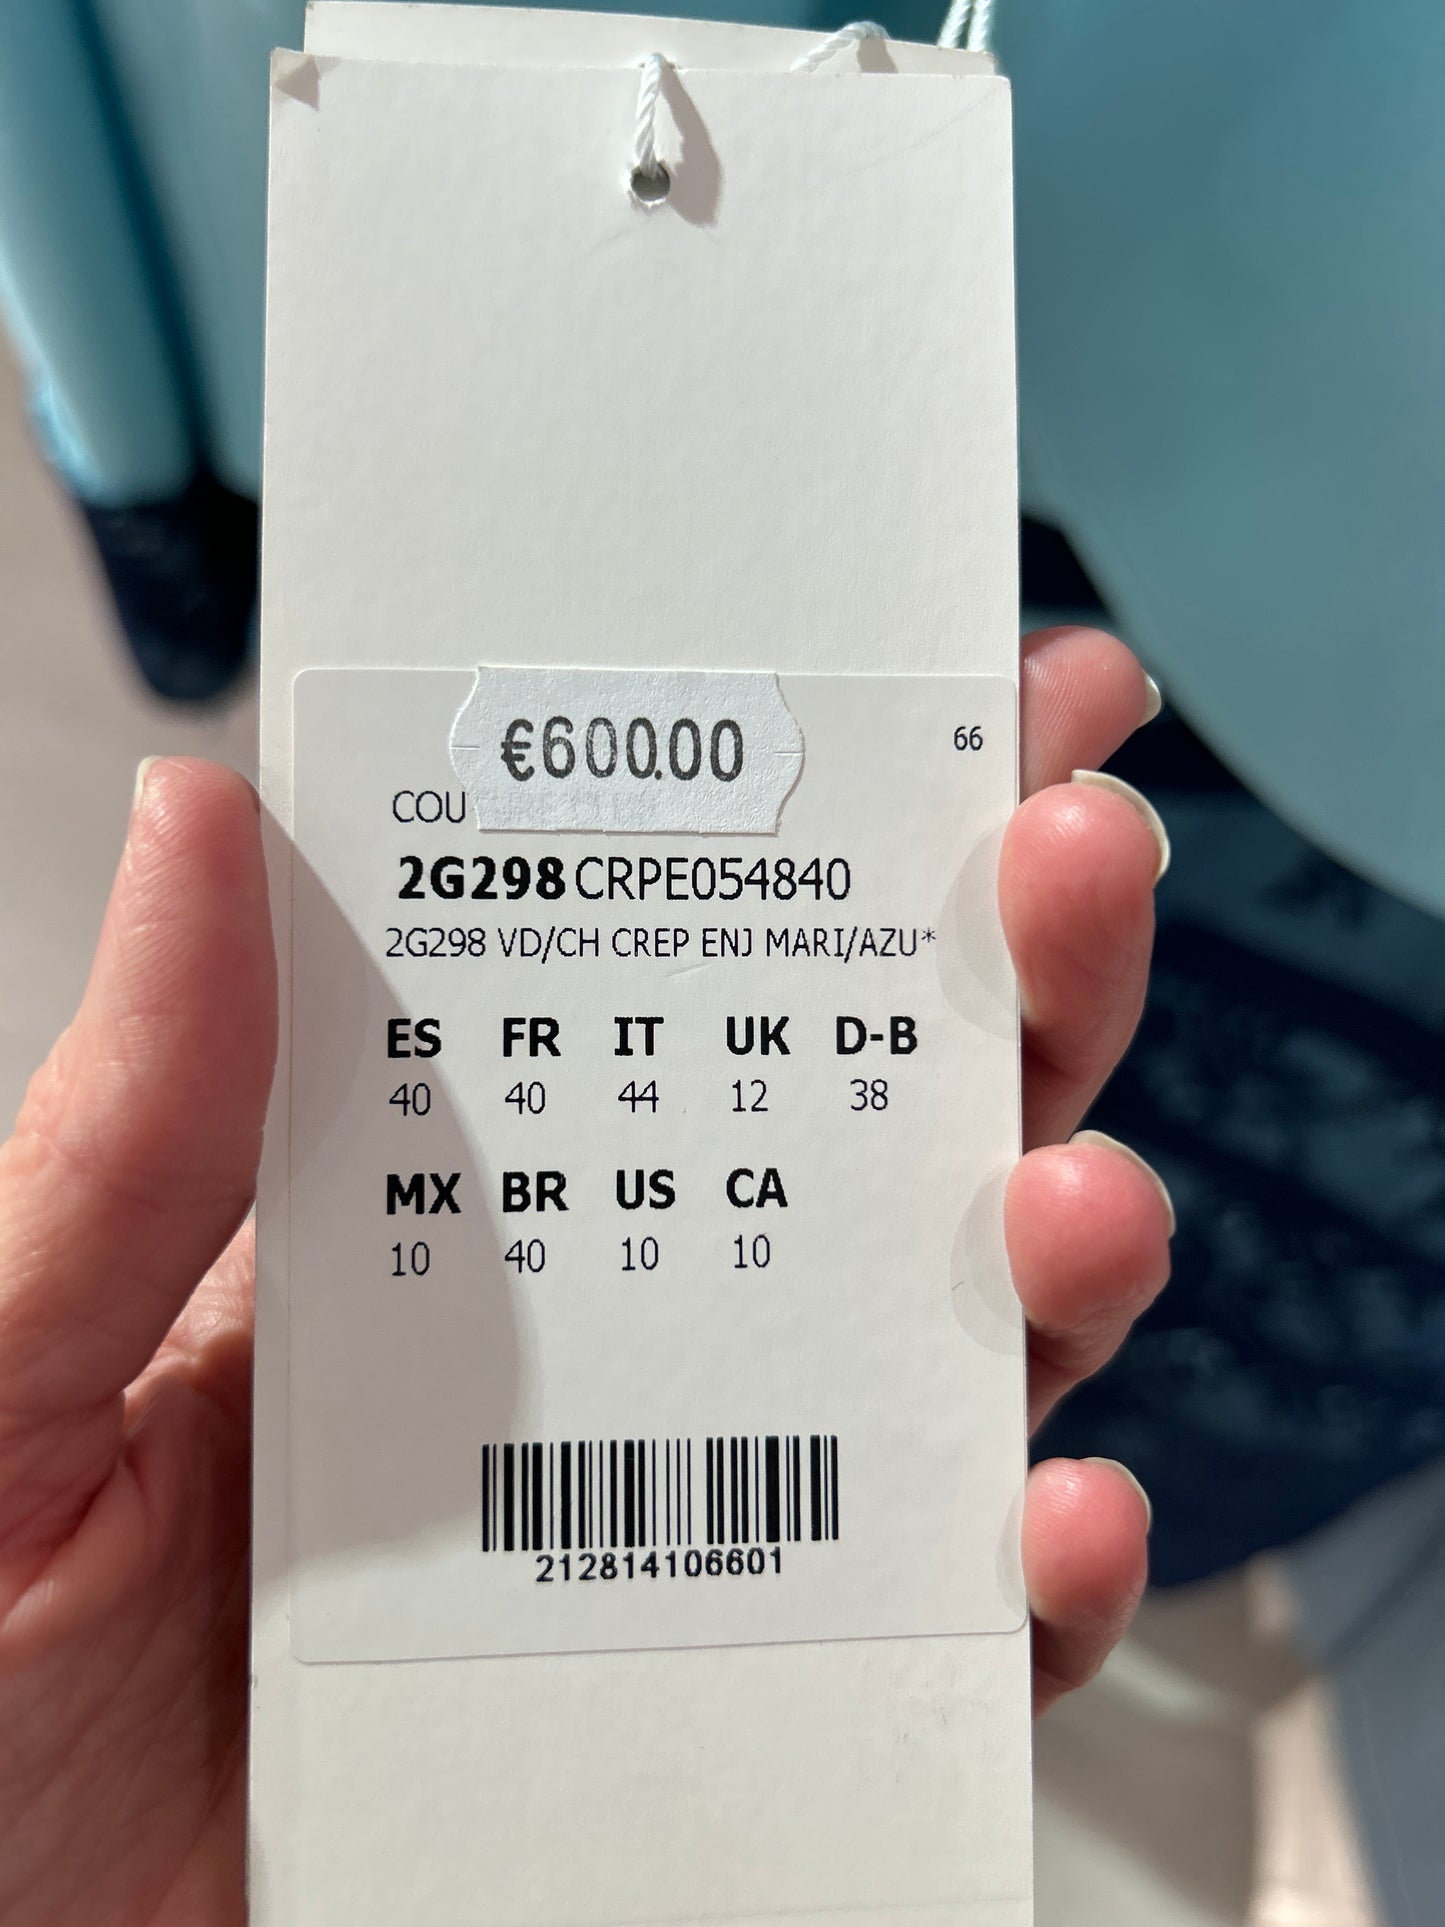 €600.00
66
COU
2G298 CRPE054840
2G298 VD/CH CREP ENJ MARI/AZU*
ES FR IT UK D-B
40 40 44 12 38
MX BR US CA
10 40 10 10
212814106601